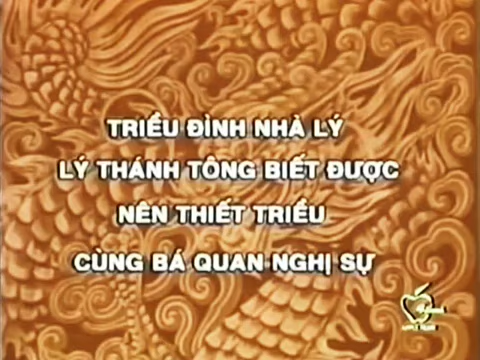 TRIỀU ĐÌNH NHÀ LÝ
LÝ THÁNH TÔNG BIẾT ĐƯỢC
NÊN THIẾT TRIỀU
CÙNG BÁ QUAN NGHỊ SỰ